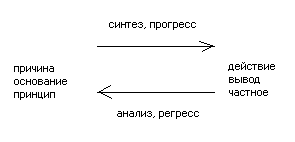 синтез, прогресс
причина
основание
принцип
действие
вывод
частное
анализ, регресс